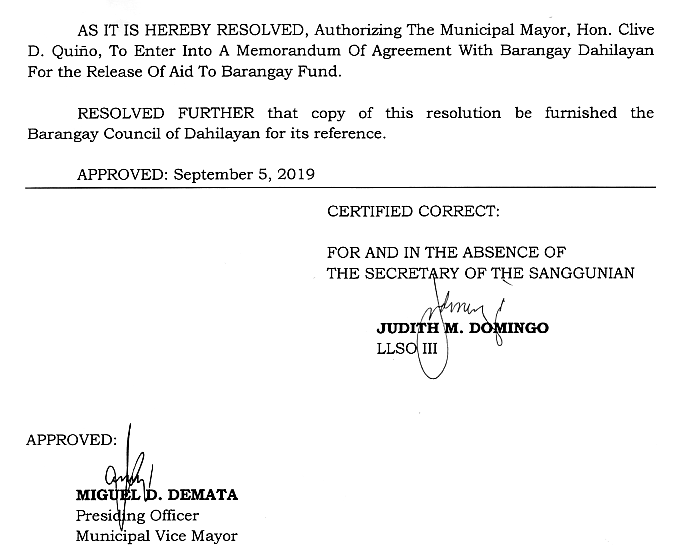 AS IT IS HEREBY RESOLVED, Authorizing The Municipal Mayor, Hon. Clive
D. Quiño, To Enter Into A Memorandum Of Agreement With Barangay Dahilayan
For the Release Of Aid To Barangay Fund.
RESOLVED FURTHER that copy of this resolution be furnished the
Barangay Council of Dahilayan for its reference.
APPROVED: September 5, 2019
CERTIFIED CORRECT:
FOR AND IN THE ABSENCE OF
THE SECRETARY OF THE SANGGUNIAN
JUDITH M. DOMINGO
LLSO III
APPROVED:
MIGUEL D. DEMATA
Presiding Officer
Municipal Vice Mayor